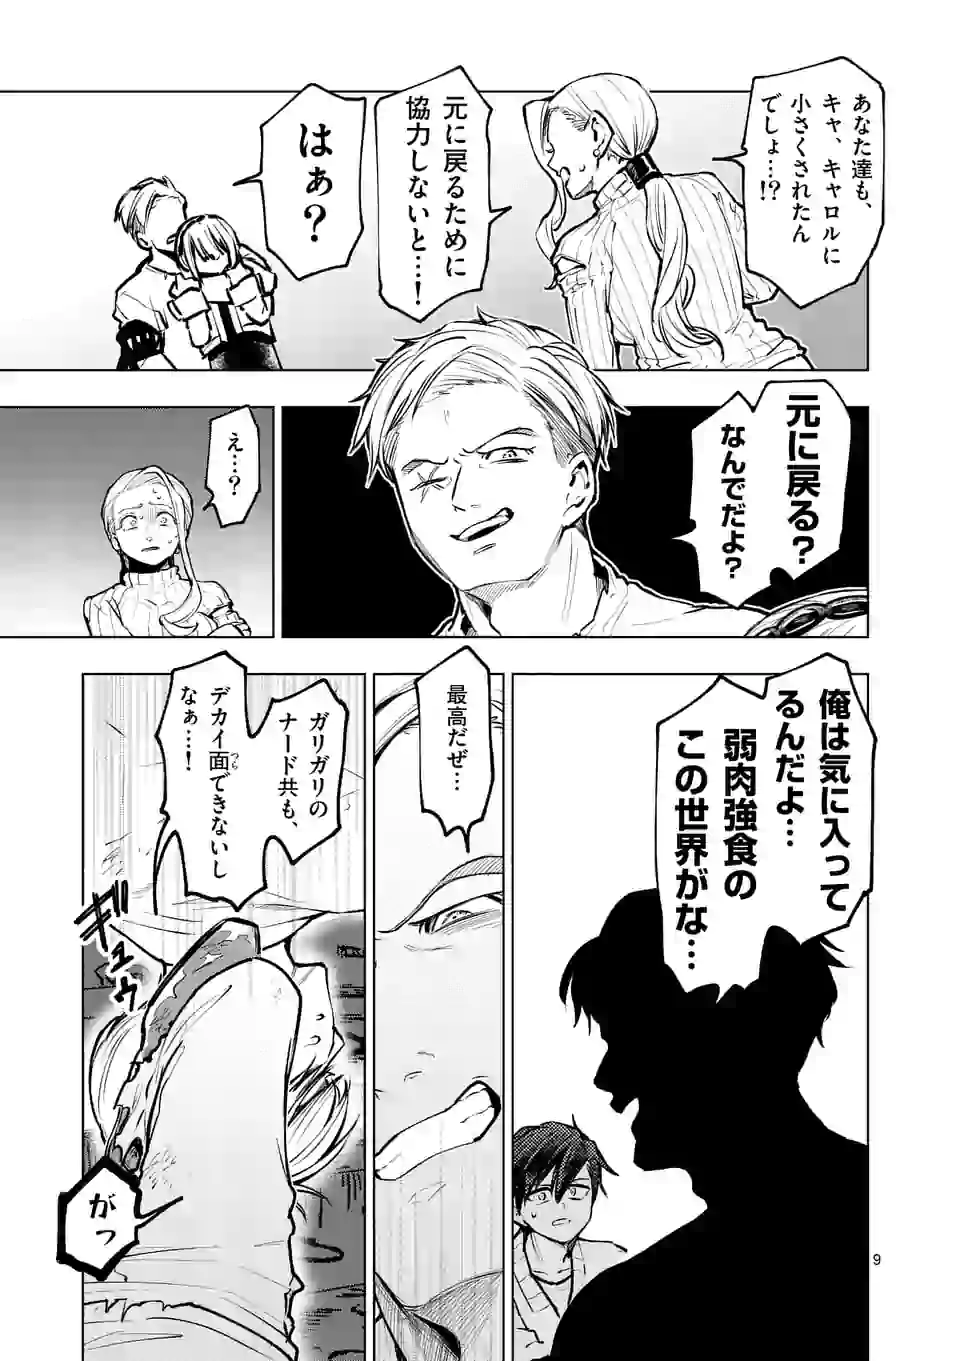 あなた達も、
キャ、キャロルに
小さくされたん
でしょ…!?
元に戻るために
協力しないと…!
はぁ?
元に戻る?
なんでだよ?
え…?
俺は気に入って
るんだよ…
弱肉強食の
この世界がな…
最高だぜ…
ガリガリの
ナード共も、
デカイ面できないし
つら
なぁ…!
ギュウ
がっ
9